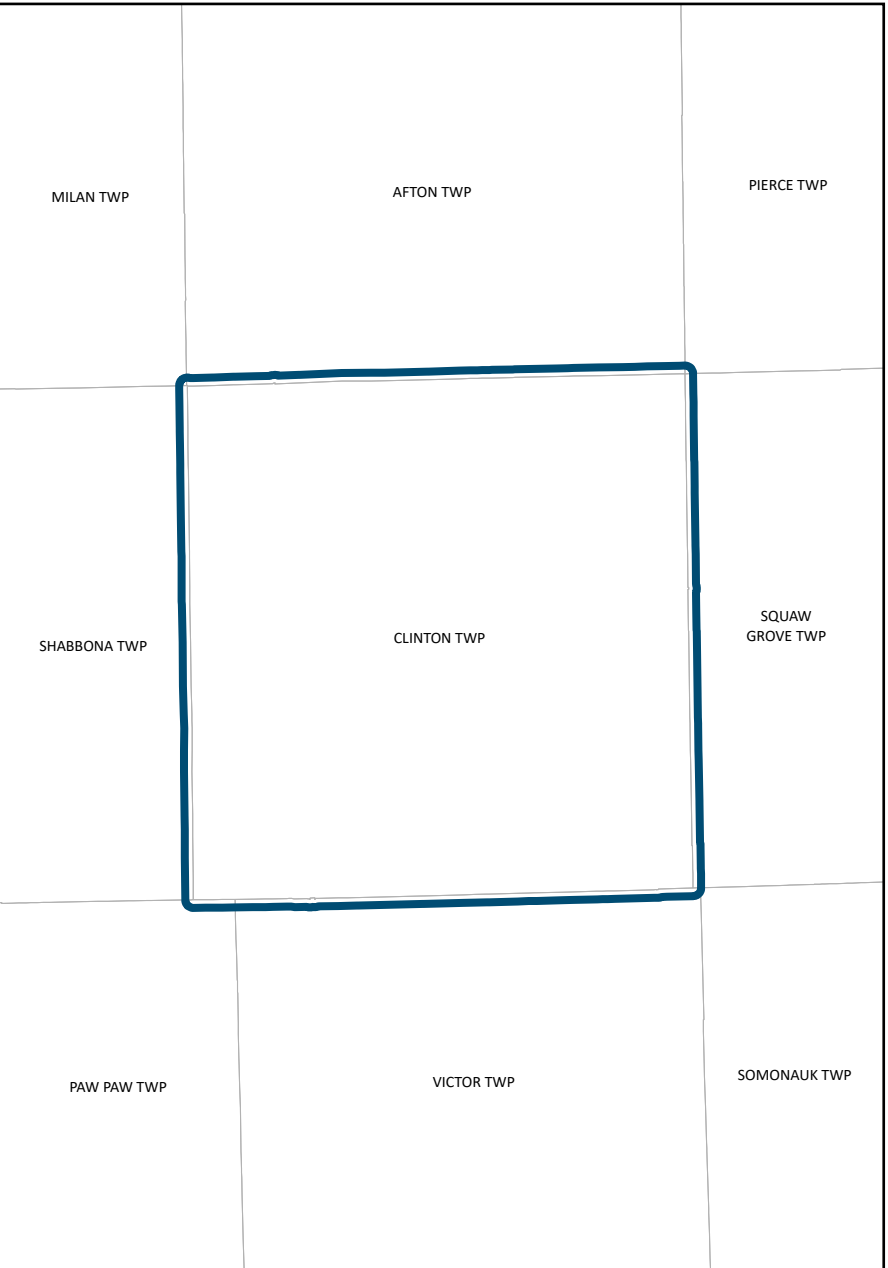 MILAN TWP
AFTON TWP
PIERCE TWP
SHABBONA TWP
CLINTON TWP
SQUAW
GROVE TWP
PAW PAW TWP
VICTOR TWP
SOMONAUK TWP